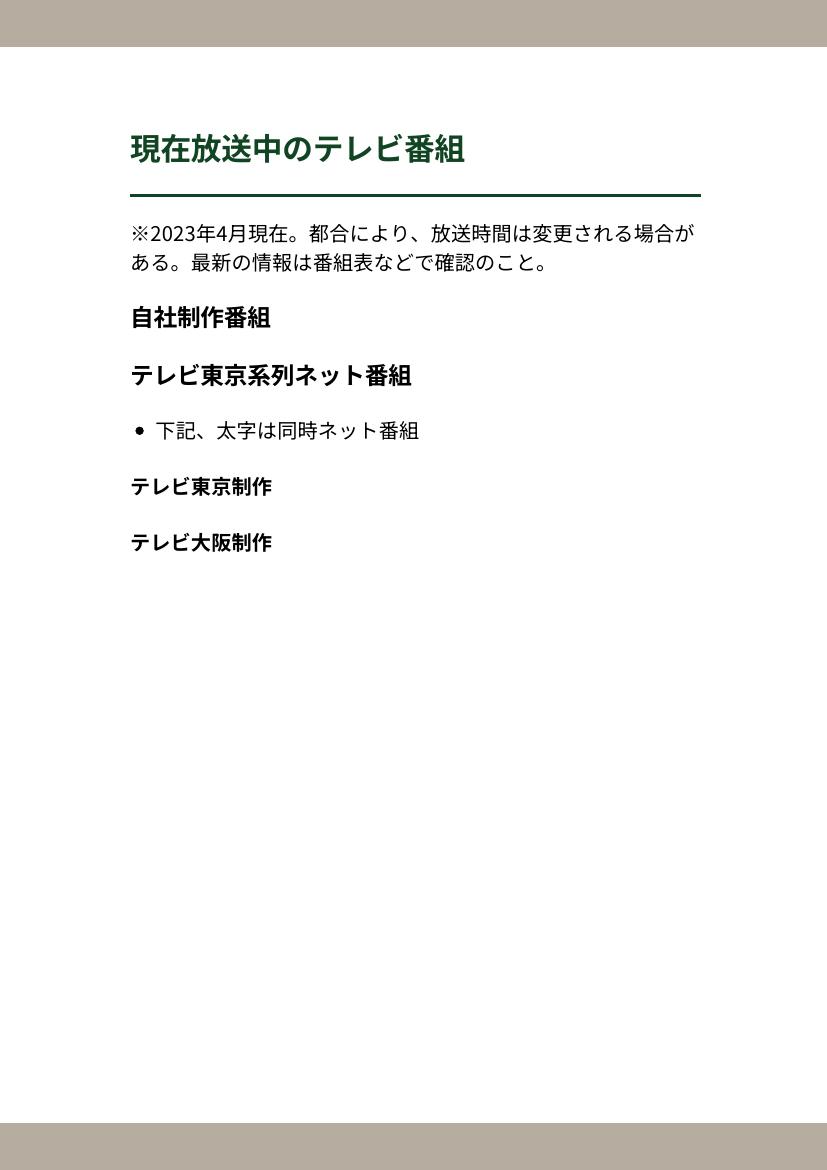 現在放送中のテレビ番組
※2023年4月現在。都合により、放送時間は変更される場合が
ある。最新の情報は番組表などで確認のこと。
自社制作番組
テレビ東京系列ネット番組
• 下記、太字は同時ネット番組
テレビ東京制作
テレビ大阪制作